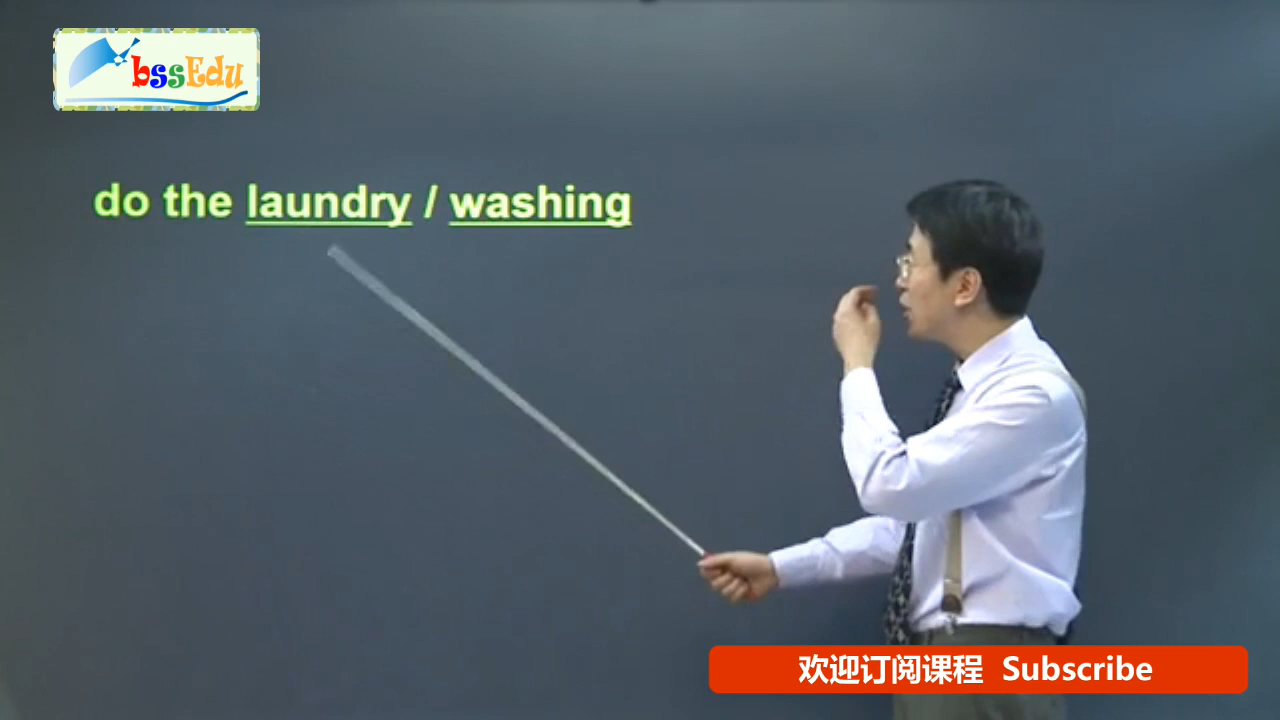 bssEdu
do the laundry / washing
欢迎订阅课程 Subscribe